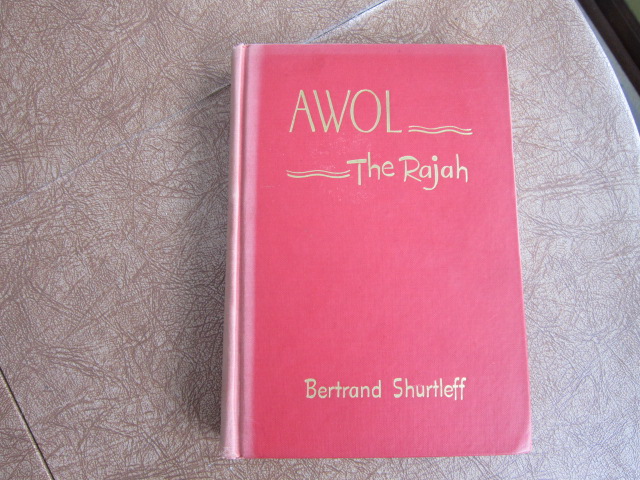 AWOL
The Rajah
Bertrand Shurtleff